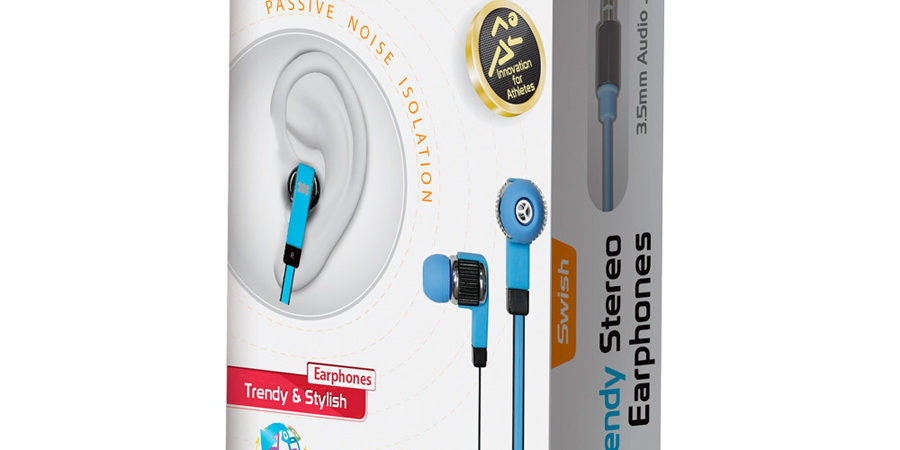 PASSIVE NOISE ISOLATION
Innovation
for
Athletes
Earphones
Trendy & Stylish
R
3.5mm Audio
Swish
endy Stereo
Earphones